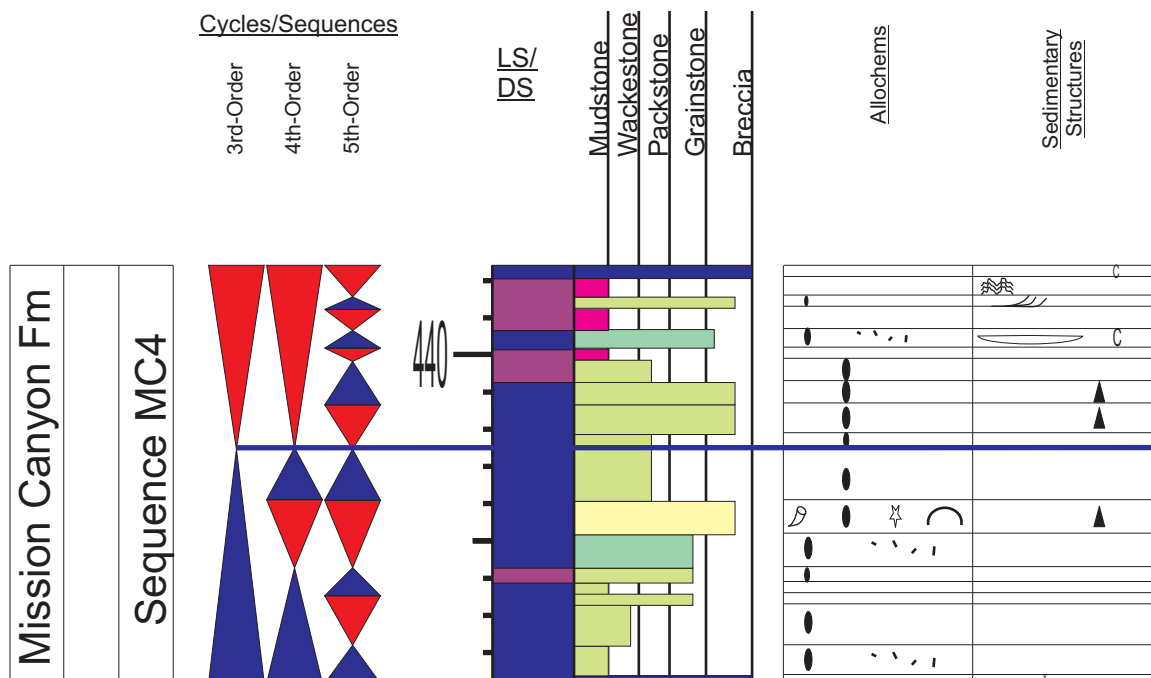 Cycles/Sequences
3rd-Order
4th-Order
5th-Order
LS/
DS
Mudstone
Wackestone
Packstone
Grainstone
Breccia
Allochems
Sedimentary
Structures
Mission Canyon Fm
Sequence MC4
440
C
C